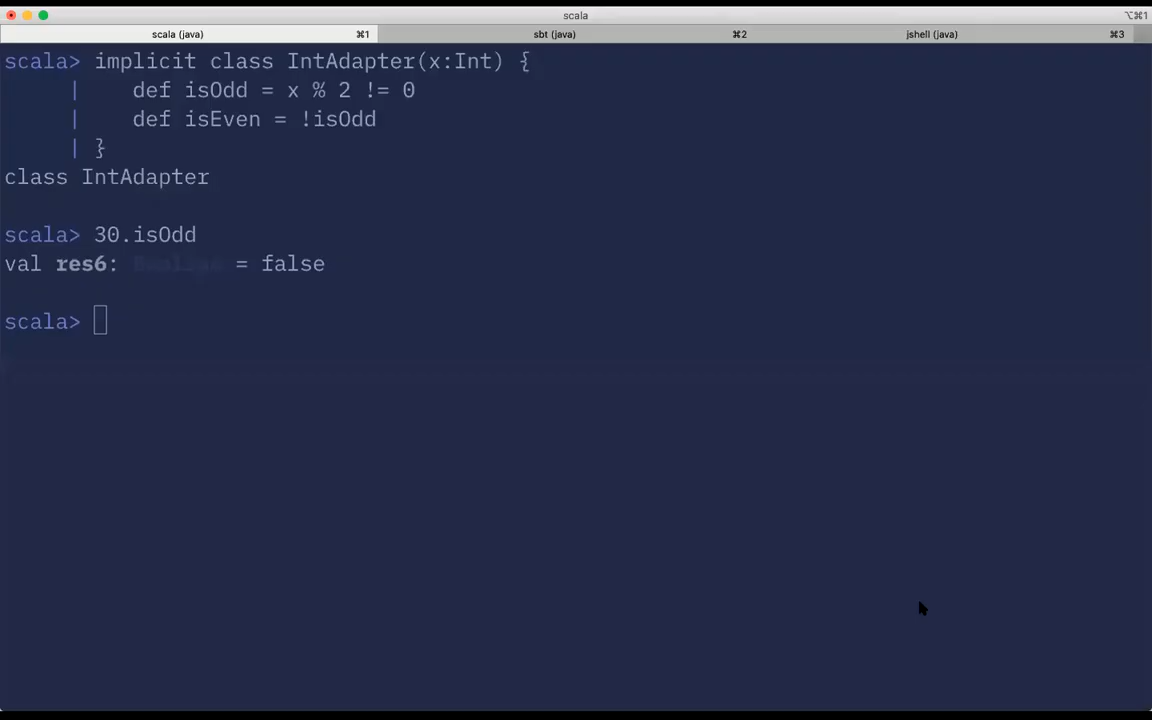 scala
⌥⌘1
scala (java) ⌘1 sbt (java) ⌘2 jshell (java) ⌘3
scala> implicit class IntAdapter(x:Int) {
| def isOdd = x % 2 != 0
| def isEven = !isOdd
| }
class IntAdapter
scala> 30.isOdd
val res6: = false
scala>